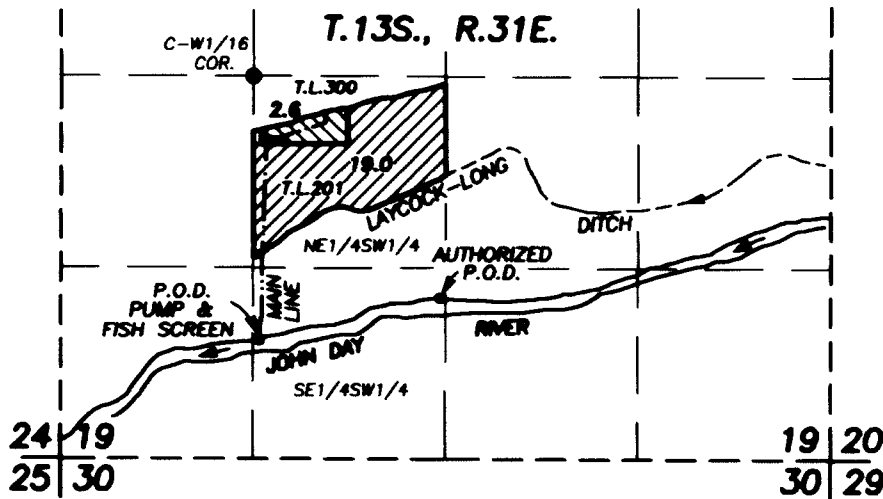 T.13S., R.31E.
C-W1/16
COR.
T.L.300
2.6
19.0
T.L.201
LAYCOCK-LONG
DITCH
NE1/4SW1/4
AUTHORIZED
P.O.D.
P.O.D.
PUMP &
FISH SCREEN
MAIN
LINE
JOHN DAY
RIVER
SE1/4SW1/4
24 19
19 20
25 30
30 29